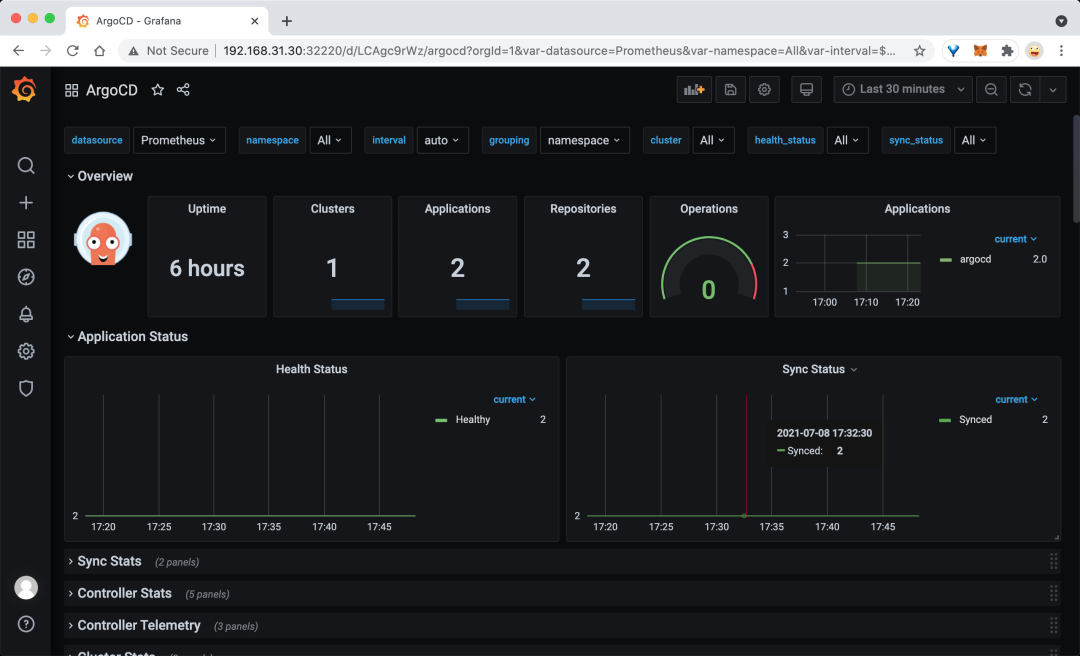 ArgoCD - Grafana
Not Secure 192.168.31.30:32220/d/LCAgc9rWz/argocd?orgId=1&var-datasource=Prometheus&var-namespace=All&var-interval=$...
ArgoCD
Last 30 minutes
datasource Prometheus namespace All interval auto grouping namespace cluster All health_status All sync_status All
Overview
Uptime
6 hours
Clusters
1
Applications
2
Repositories
2
Operations
0
Applications
3
2
1
17:00 17:10 17:20
current
argocd 2.0
Application Status
Health Status
2
17:20 17:25 17:30 17:35 17:40 17:45
current
Healthy 2
Sync Status
2
17:20 17:25 17:30 17:35 17:40 17:45
2021-07-08 17:32:30
Synced: 2
current
Synced 2
Sync Stats (2 panels)
Controller Stats (5 panels)
Controller Telemetry (3 panels)
Cluster Stats